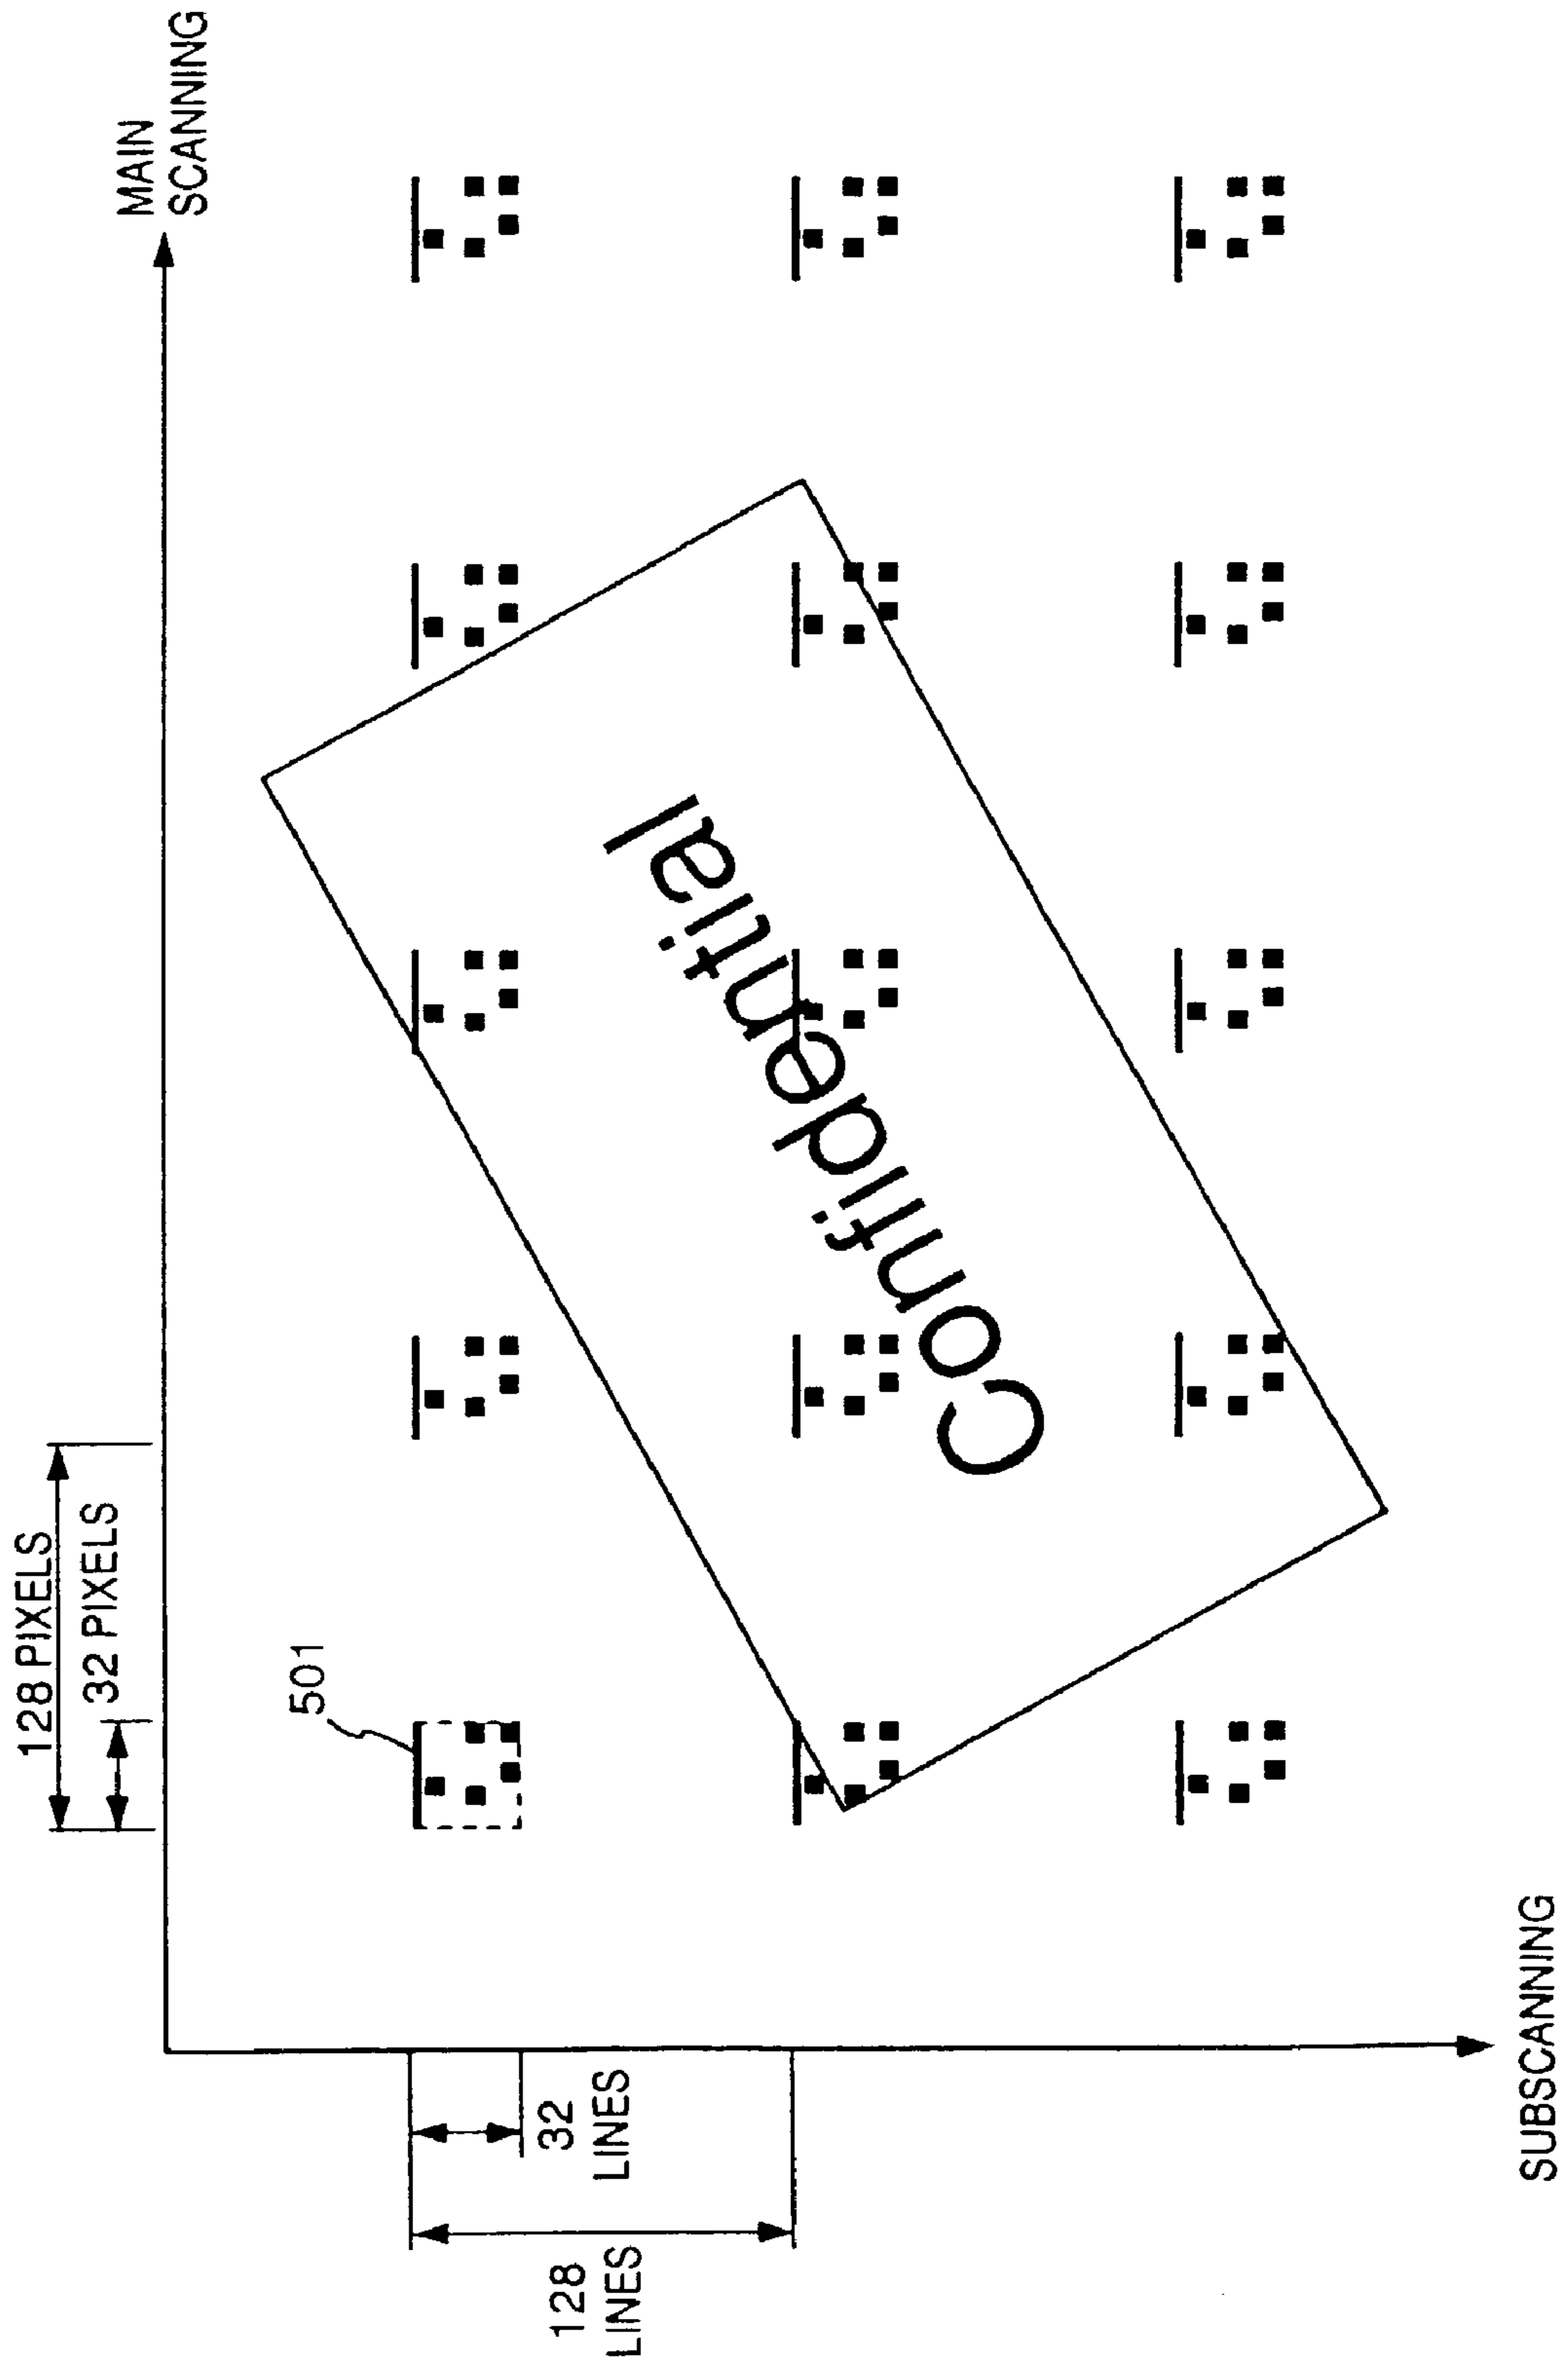 128 PIXELS
32 PIXELS
MAIN
SCANNING
501
32
LINES
128
LINES
Confidential
SUBSCANNING